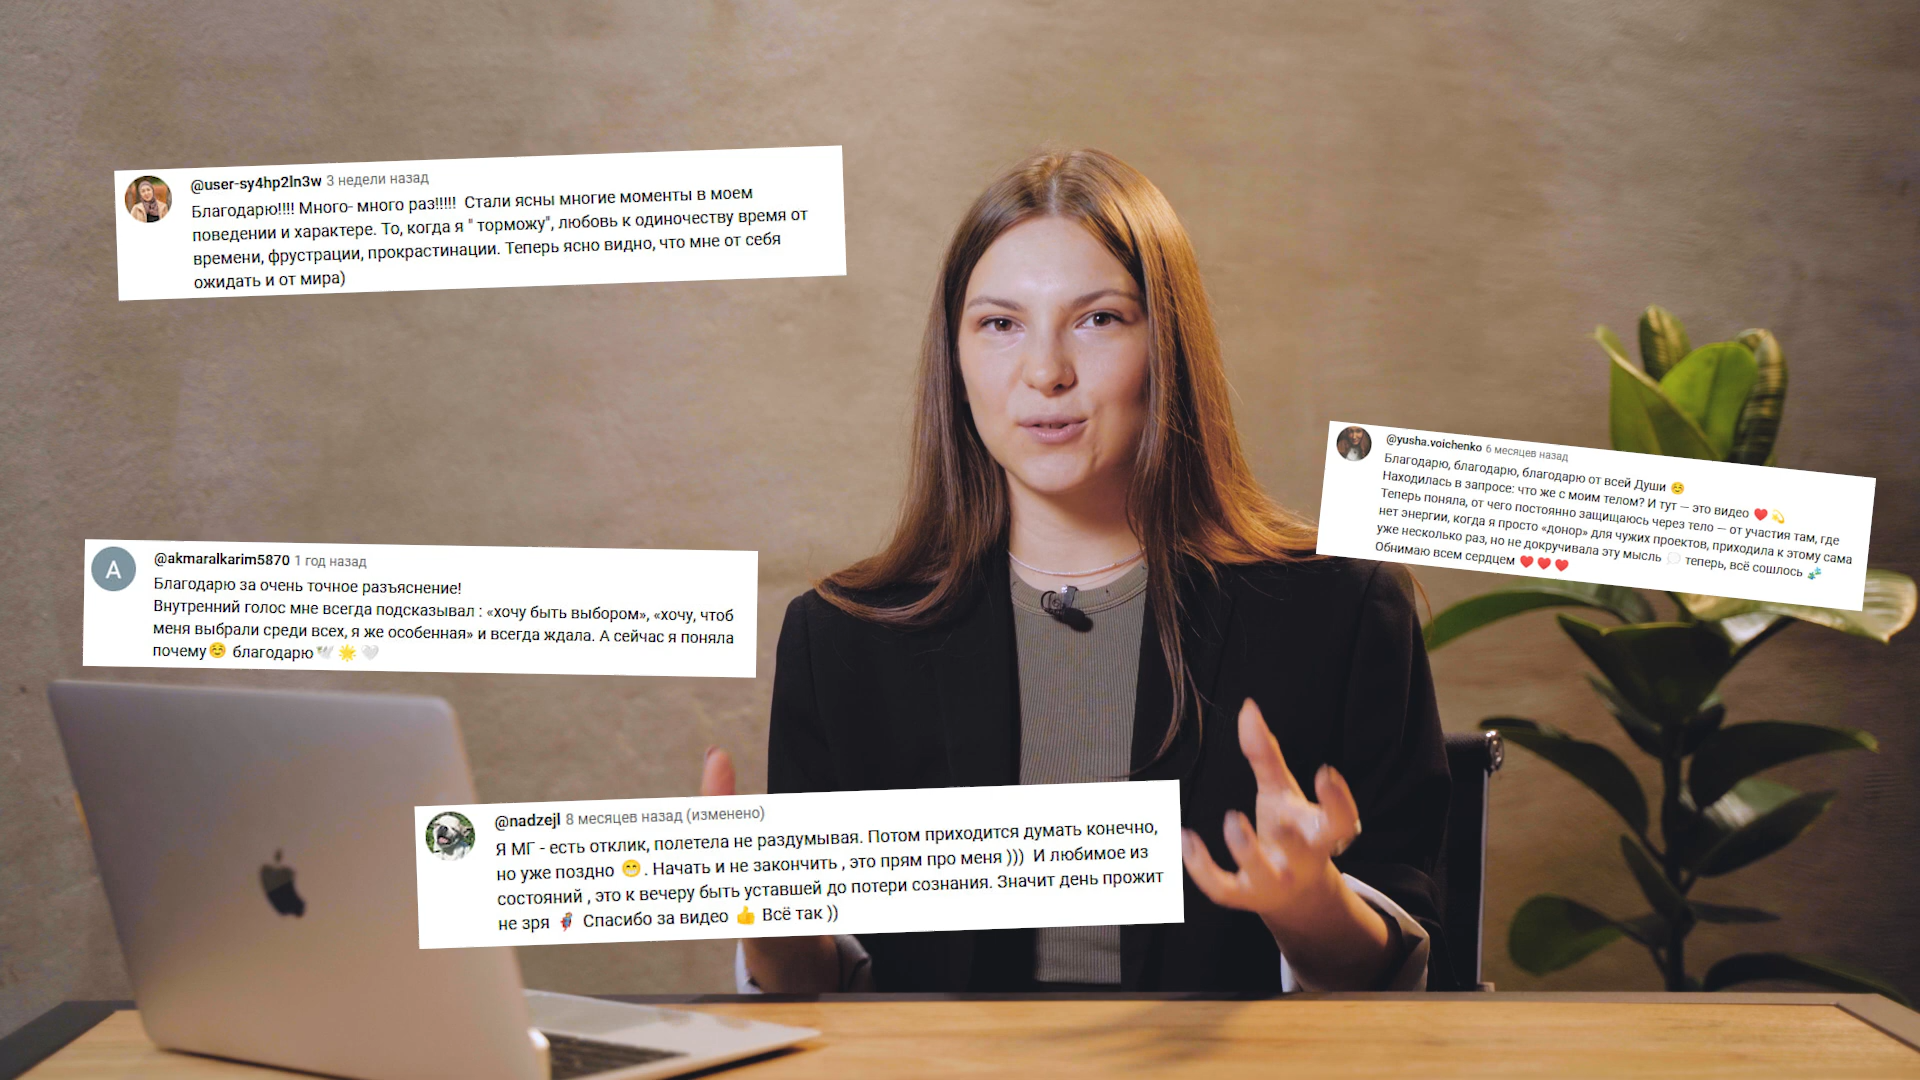 @user-sy4hp2ln3w 3 недели назад
Благодарю!!!! Много- много раз!!!!! Стали ясны многие моменты в моем
поведении и характере. То, когда я " торможу", любовь к одиночеству время от
времени, фрустрации, прокрастинации. Теперь ясно видно, что мне от себя
ожидать и от мира)
@yusha.voichenko 6 месяцев назад
Благодарю, благодарю, благодарю от всей Души ☺️
Находилась в запросе: что же с моим телом? И тут — это видео ❤️ 💫
Теперь поняла, от чего постоянно защищаюсь через тело — от участия там, где
нет энергии, когда я просто «донор» для чужих проектов, приходила к этому сама
уже несколько раз, но не докручивала эту мысль 💭 теперь, всё сошлось 🧩
Обнимаю всем сердцем ❤️❤️❤️
A
@akmaralkarim5870 1 год назад
Благодарю за очень точное разъяснение!
Внутренний голос мне всегда подсказывал : «хочу быть выбором», «хочу, чтоб
меня выбрали среди всех, я же особенная» и всегда ждала. А сейчас я поняла
почему☺️ благодарю🕊️ 🌟 🤍
@nadzejl 8 месяцев назад (изменено)
Я МГ - есть отклик, полетела не раздумывая. Потом приходится думать конечно,
но уже поздно 😁. Начать и не закончить , это прям про меня ))) И любимое из
состояний , это к вечеру быть уставшей до потери сознания. Значит день прожит
не зря 🦸‍♀️ Спасибо за видео 👍 Всё так ))